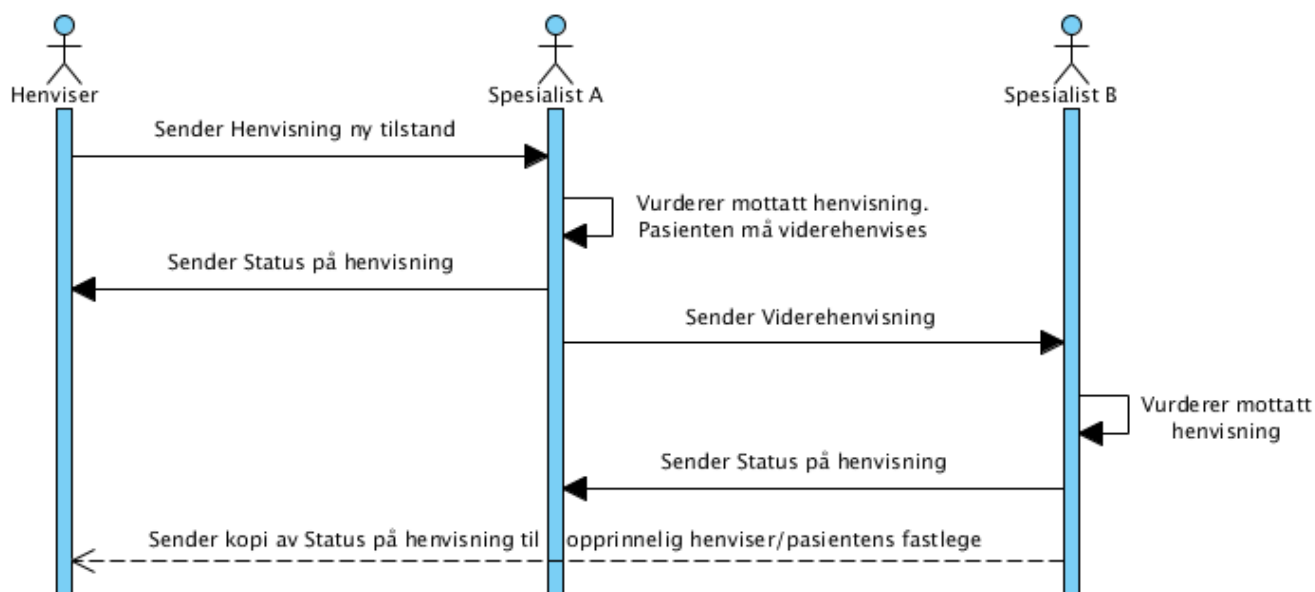 Henviser
Spesialist A
Spesialist B
Sender Henvisning ny tilstand
Vurderer mottatt henvisning.
Pasienten må viderehenvises
Sender Status på henvisning
Sender Viderehenvisning
Vurderer mottatt
henvisning
Sender Status på henvisning
Sender kopi av Status på henvisning til opprinnelig henviser/pasientens fastlege